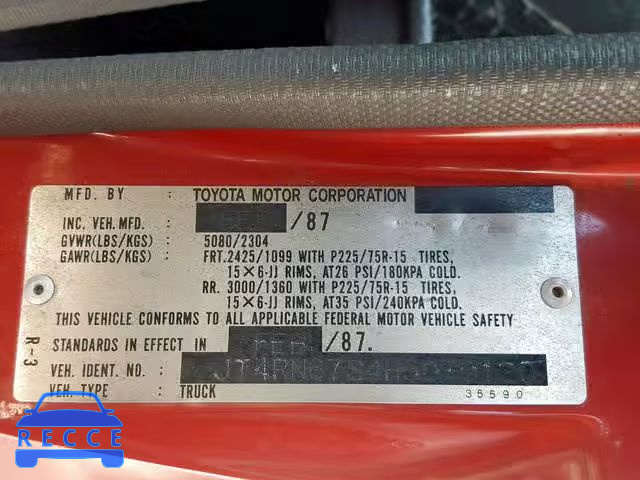 MFD. BY : TOYOTA MOTOR CORPORATION
INC. VEH. MFD. : /87
GVWR(LBS/KGS) : 5080/2304
GAWR(LBS/KGS) : FRT. 2425/1099 WITH P225/75R-15 TIRES,
15×6-JJ RIMS, AT26 PSI/180KPA COLD.
RR. 3000/1360 WITH P225/75R-15 TIRES,
15×6-JJ RIMS, AT35 PSI/240KPA COLD.
THIS VEHICLE CONFORMS TO ALL APPLICABLE FEDERAL MOTOR VEHICLE SAFETY
STANDARDS IN EFFECT IN FEB /87.
VEH. IDENT. NO. :
VEH. TYPE : TRUCK 35590
R-3